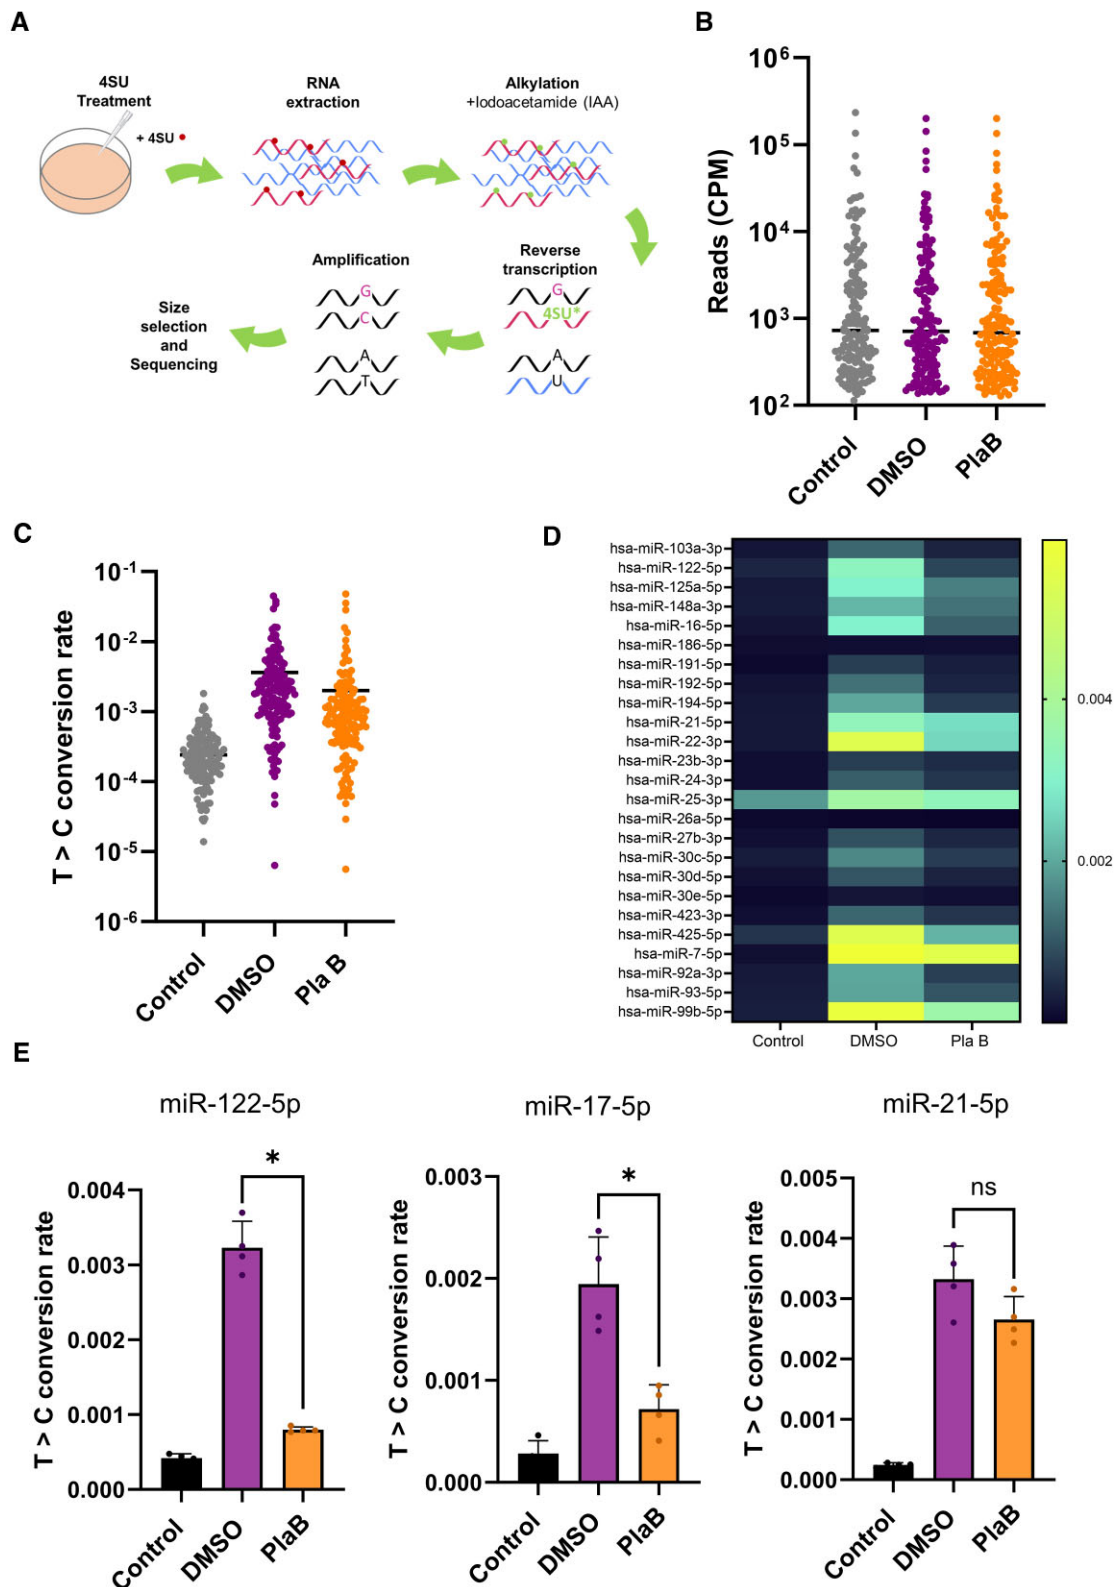 A
4SU
Treatment
+ 4SU
RNA
extraction
Alkylation
+Iodoacetamide (IAA)
Reverse
transcription
G
4SU*
A
U
Amplification
G
C
A
T
Size
selection
and
Sequencing
B
Reads (CPM)
10⁶
10⁵
10⁴
10³
10²
Control
DMSO
PlaB
C
T > C conversion rate
10⁻¹
10⁻²
10⁻³
10⁻⁴
10⁻⁵
10⁻⁶
Control
DMSO
Pla B
D
hsa-miR-103a-3p
hsa-miR-122-5p
hsa-miR-125a-5p
hsa-miR-148a-3p
hsa-miR-16-5p
hsa-miR-186-5p
hsa-miR-191-5p
hsa-miR-192-5p
hsa-miR-194-5p
hsa-miR-21-5p
hsa-miR-22-3p
hsa-miR-23b-3p
hsa-miR-24-3p
hsa-miR-25-3p
hsa-miR-26a-5p
hsa-miR-27b-3p
hsa-miR-30c-5p
hsa-miR-30d-5p
hsa-miR-30e-5p
hsa-miR-423-3p
hsa-miR-425-5p
hsa-miR-7-5p
hsa-miR-92a-3p
hsa-miR-93-5p
hsa-miR-99b-5p
Control
DMSO
Pla B
0.004
0.002
E
miR-122-5p
*
T > C conversion rate
0.004
0.003
0.002
0.001
0.000
Control
DMSO
PlaB
miR-17-5p
*
T > C conversion rate
0.003
0.002
0.001
0.000
Control
DMSO
PlaB
miR-21-5p
ns
T > C conversion rate
0.005
0.004
0.003
0.002
0.001
0.000
Control
DMSO
PlaB